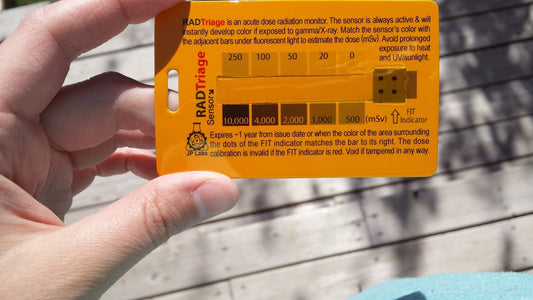 RADTriage is an acute dose radiation monitor. The sensor is always active & will
instantly develop color if exposed to gamma/X-ray. Match the sensor's color with
the adjacent bars under fluorescent light to estimate the dose (mSv). Avoid prolonged
exposure to heat
and UV/sunlight.
250 100 50 20 0
RADTriage
Sensor
10,000 4,000 2,000 1,000 500 (mSv) FIT
Indicator
JP Labs
Expires ~1 year from issue date or when the color of the area surrounding
the dots of the FIT indicator matches the bar to its right. The dose
calibration is invalid if the FIT indicator is red. Void if tampered in any way.